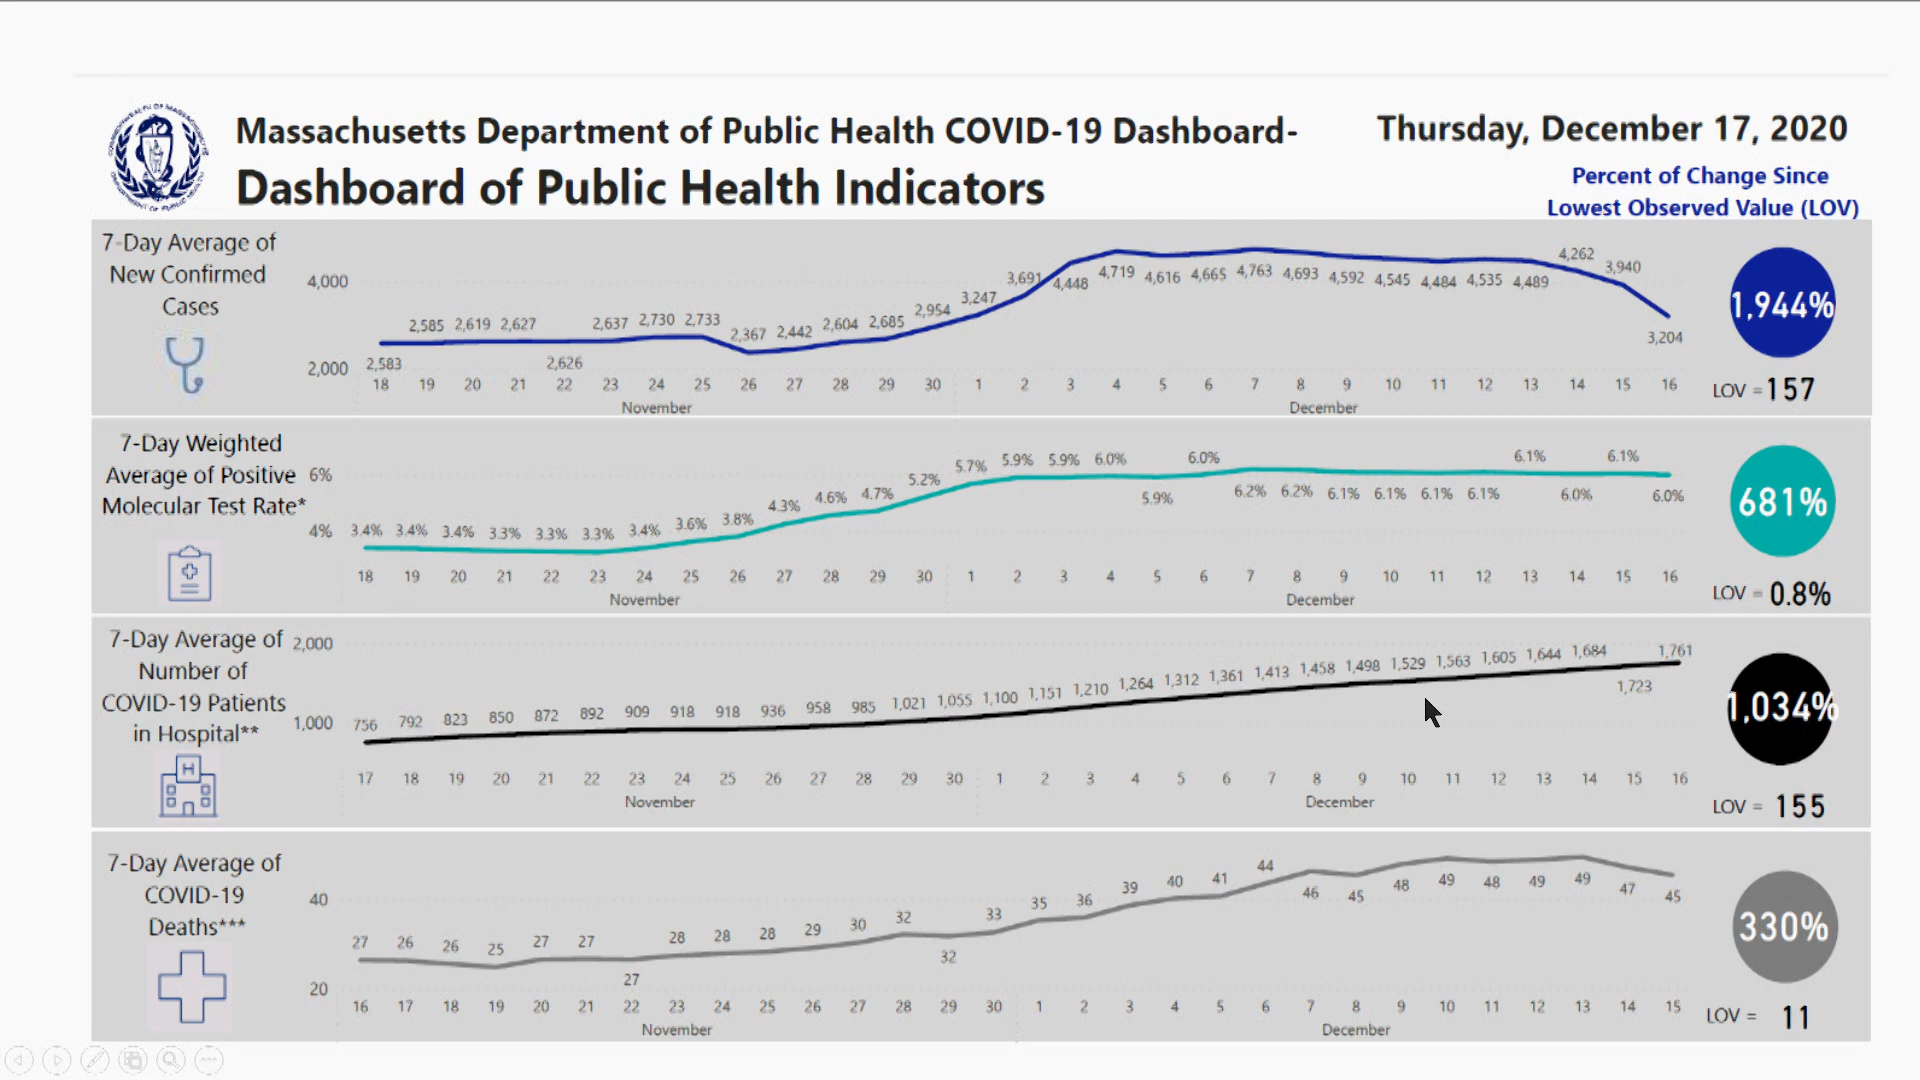 Massachusetts Department of Public Health COVID-19 Dashboard-
Dashboard of Public Health Indicators
Thursday, December 17, 2020
Percent of Change Since
Lowest Observed Value (LOV)
7-Day Average of
New Confirmed
Cases
4,000
2,000
2,583 2,585 2,619 2,627 2,626 2,637 2,730 2,733 2,367 2,442 2,604 2,685 2,954 3,247 3,691 4,448 4,719 4,616 4,665 4,763 4,693 4,592 4,545 4,484 4,535 4,489 4,262 3,940 3,204
18 19 20 21 22 23 24 25 26 27 28 29 30 1 2 3 4 5 6 7 8 9 10 11 12 13 14 15 16
November December
1,944%
LOV = 157
7-Day Weighted
Average of Positive
Molecular Test Rate*
6%
4%
3.4% 3.4% 3.4% 3.3% 3.3% 3.3% 3.4% 3.6% 3.8% 4.3% 4.6% 4.7% 5.2% 5.7% 5.9% 5.9% 6.0% 5.9% 6.0% 6.2% 6.2% 6.1% 6.1% 6.1% 6.1% 6.1% 6.0% 6.1% 6.0%
18 19 20 21 22 23 24 25 26 27 28 29 30 1 2 3 4 5 6 7 8 9 10 11 12 13 14 15 16
November December
681%
LOV = 0.8%
7-Day Average of
Number of
COVID-19 Patients
in Hospital**
2,000
1,000
756 792 823 850 872 892 909 918 918 936 958 985 1,021 1,055 1,100 1,151 1,210 1,264 1,312 1,361 1,413 1,458 1,498 1,529 1,563 1,605 1,644 1,684 1,723 1,761
17 18 19 20 21 22 23 24 25 26 27 28 29 30 1 2 3 4 5 6 7 8 9 10 11 12 13 14 15 16
November December
H
1,034%
LOV = 155
7-Day Average of
COVID-19
Deaths***
40
20
27 26 26 25 27 27 27 28 28 28 29 30 32 32 33 35 36 39 40 41 44 46 45 48 49 48 49 49 47 45
16 17 18 19 20 21 22 23 24 25 26 27 28 29 30 1 2 3 4 5 6 7 8 9 10 11 12 13 14 15
November December
330%
LOV = 11